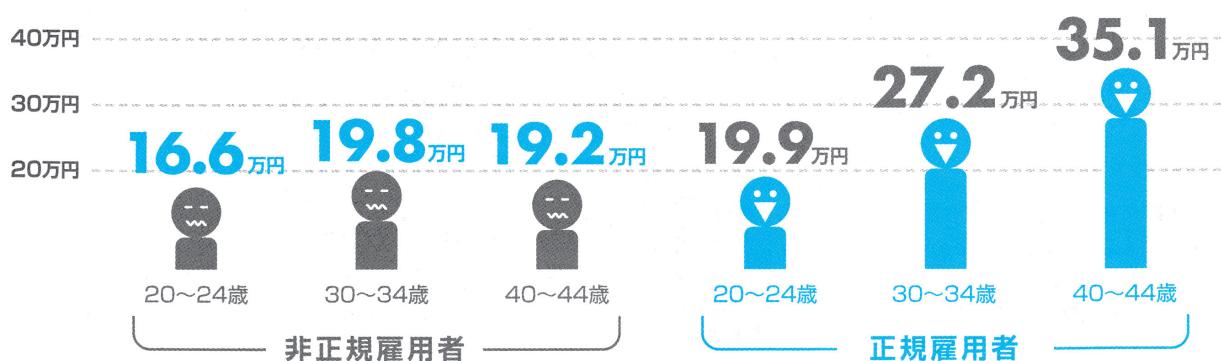 40万円
30万円
20万円
16.6万円
19.8万円
19.2万円
19.9万円
27.2万円
35.1万円
20〜24歳
30〜34歳
40〜44歳
20〜24歳
30〜34歳
40〜44歳
非正規雇用者
正規雇用者